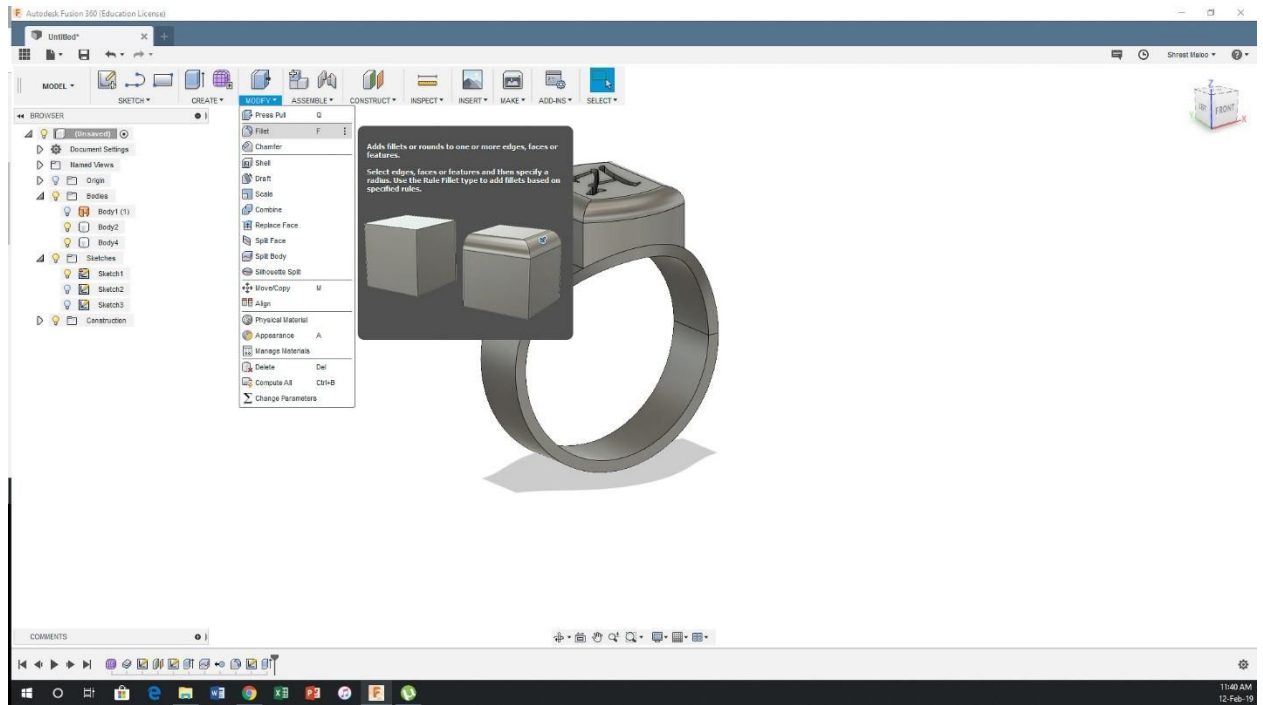 Autodesk Fusion 360 (Education License)
Untitled*
Shrest Maloo
MODEL
SKETCH
CREATE
MODIFY
ASSEMBLE
CONSTRUCT
INSPECT
INSERT
MAKE
ADD-INS
SELECT
BROWSER
(Unsaved)
Document Settings
Named Views
Origin
Bodies
Body1 (1)
Body2
Body4
Sketches
Sketch1
Sketch2
Sketch3
Construction
Press Pull Q
Fillet F
Chamfer
Shell
Draft
Scale
Combine
Replace Face
Split Face
Split Body
Silhouette Split
Move/Copy M
Align
Physical Material
Appearance A
Manage Materials
Delete Del
Compute All Ctrl+B
Change Parameters
Adds fillets or rounds to one or more edges, faces or
features.
Select edges, faces or features and then specify a
radius. Use the Rule Fillet type to add fillets based on
specified rules.
Z
FRONT
X
COMMENTS
11:40 AM
12-Feb-19